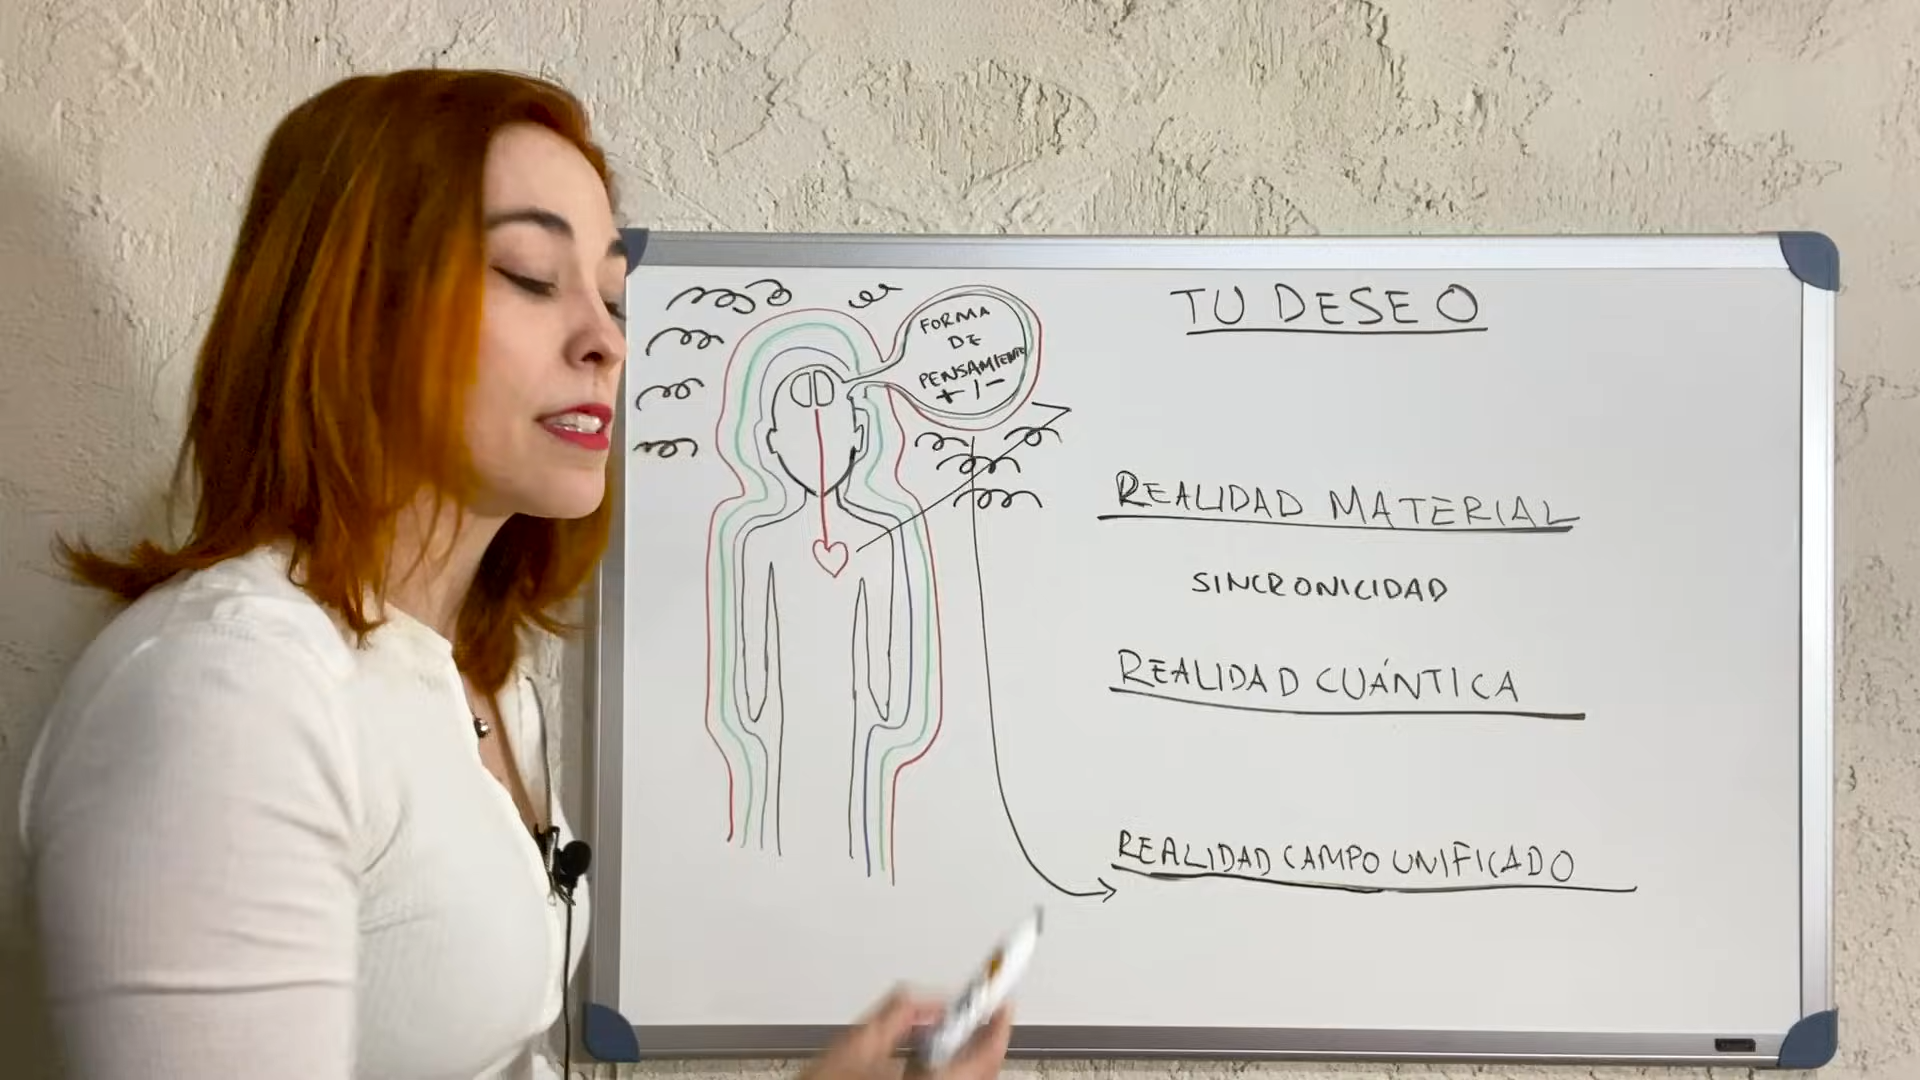 FORMA
DE
PENSAMIENTO
+ / -
TU DESEO
REALIDAD MATERIAL
SINCRONICIDAD
REALIDAD CUÁNTICA
REALIDAD CAMPO UNIFICADO